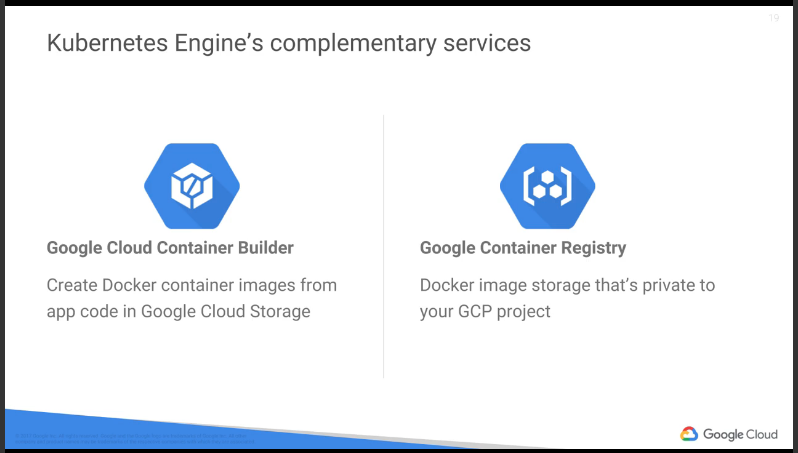 19
Kubernetes Engine’s complementary services
Google Cloud Container Builder
Create Docker container images from
app code in Google Cloud Storage
Google Container Registry
Docker image storage that’s private to
your GCP project
Google Cloud